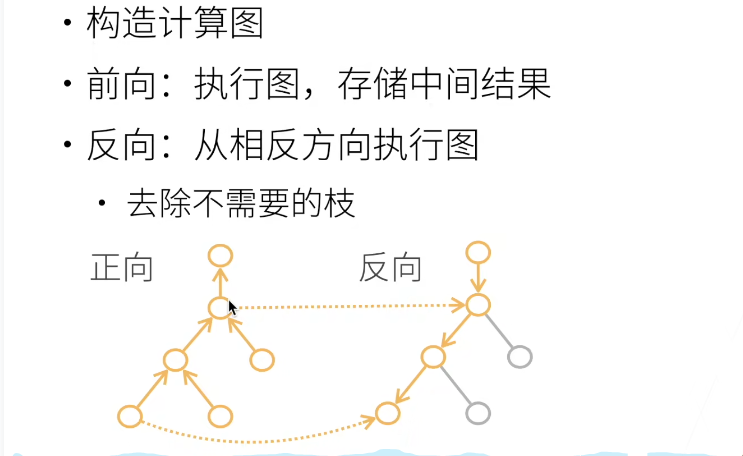 • 构造计算图
• 前向：执行图，存储中间结果
• 反向：从相反方向执行图
• 去除不需要的枝
正向 反向